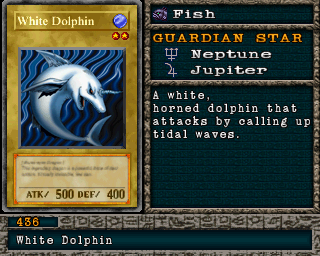 White Dolphin
ATK/ 500 DEF/ 400
Fish
GUARDIAN STAR
Neptune
Jupiter
A white,
horned dolphin that
attacks by calling up
tidal waves.
436
White Dolphin